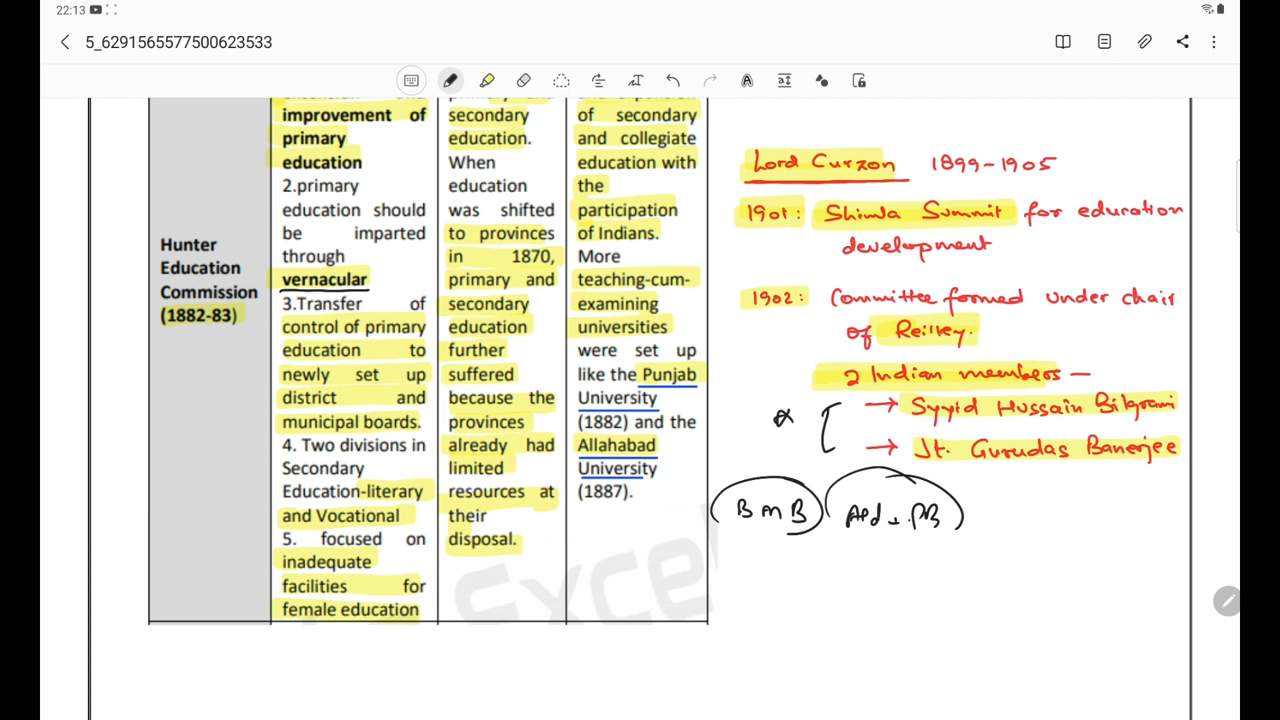 22:13
5_6291565577500623533
improvement of
primary
education
2.primary
education should
be imparted
through
vernacular
3.Transfer of
control of primary
education to
newly set up
district and
municipal boards.
4. Two divisions in
Secondary
Education-literary
and Vocational
5. focused on
inadequate
facilities for
female education
Hunter
Education
Commission
(1882-83)
secondary
education.
When
education
was shifted
to provinces
in 1870,
primary and
secondary
education
further
suffered
because the
provinces
already had
limited
resources at
their
disposal.
of secondary
and collegiate
education with
the
participation
of Indians.
More
teaching-cum-
examining
universities
were set up
like the Punjab
University
(1882) and the
Allahabad
University
(1887).
Lord Curzon 1899-1905
1901: Shimla Summit for education
development
1902: Committee formed under chair
of Reilley.
2 Indian members —
→ Syyid Hussain Bilgrami
→ Jt. Gurudas Banerjee
B M B
Excel